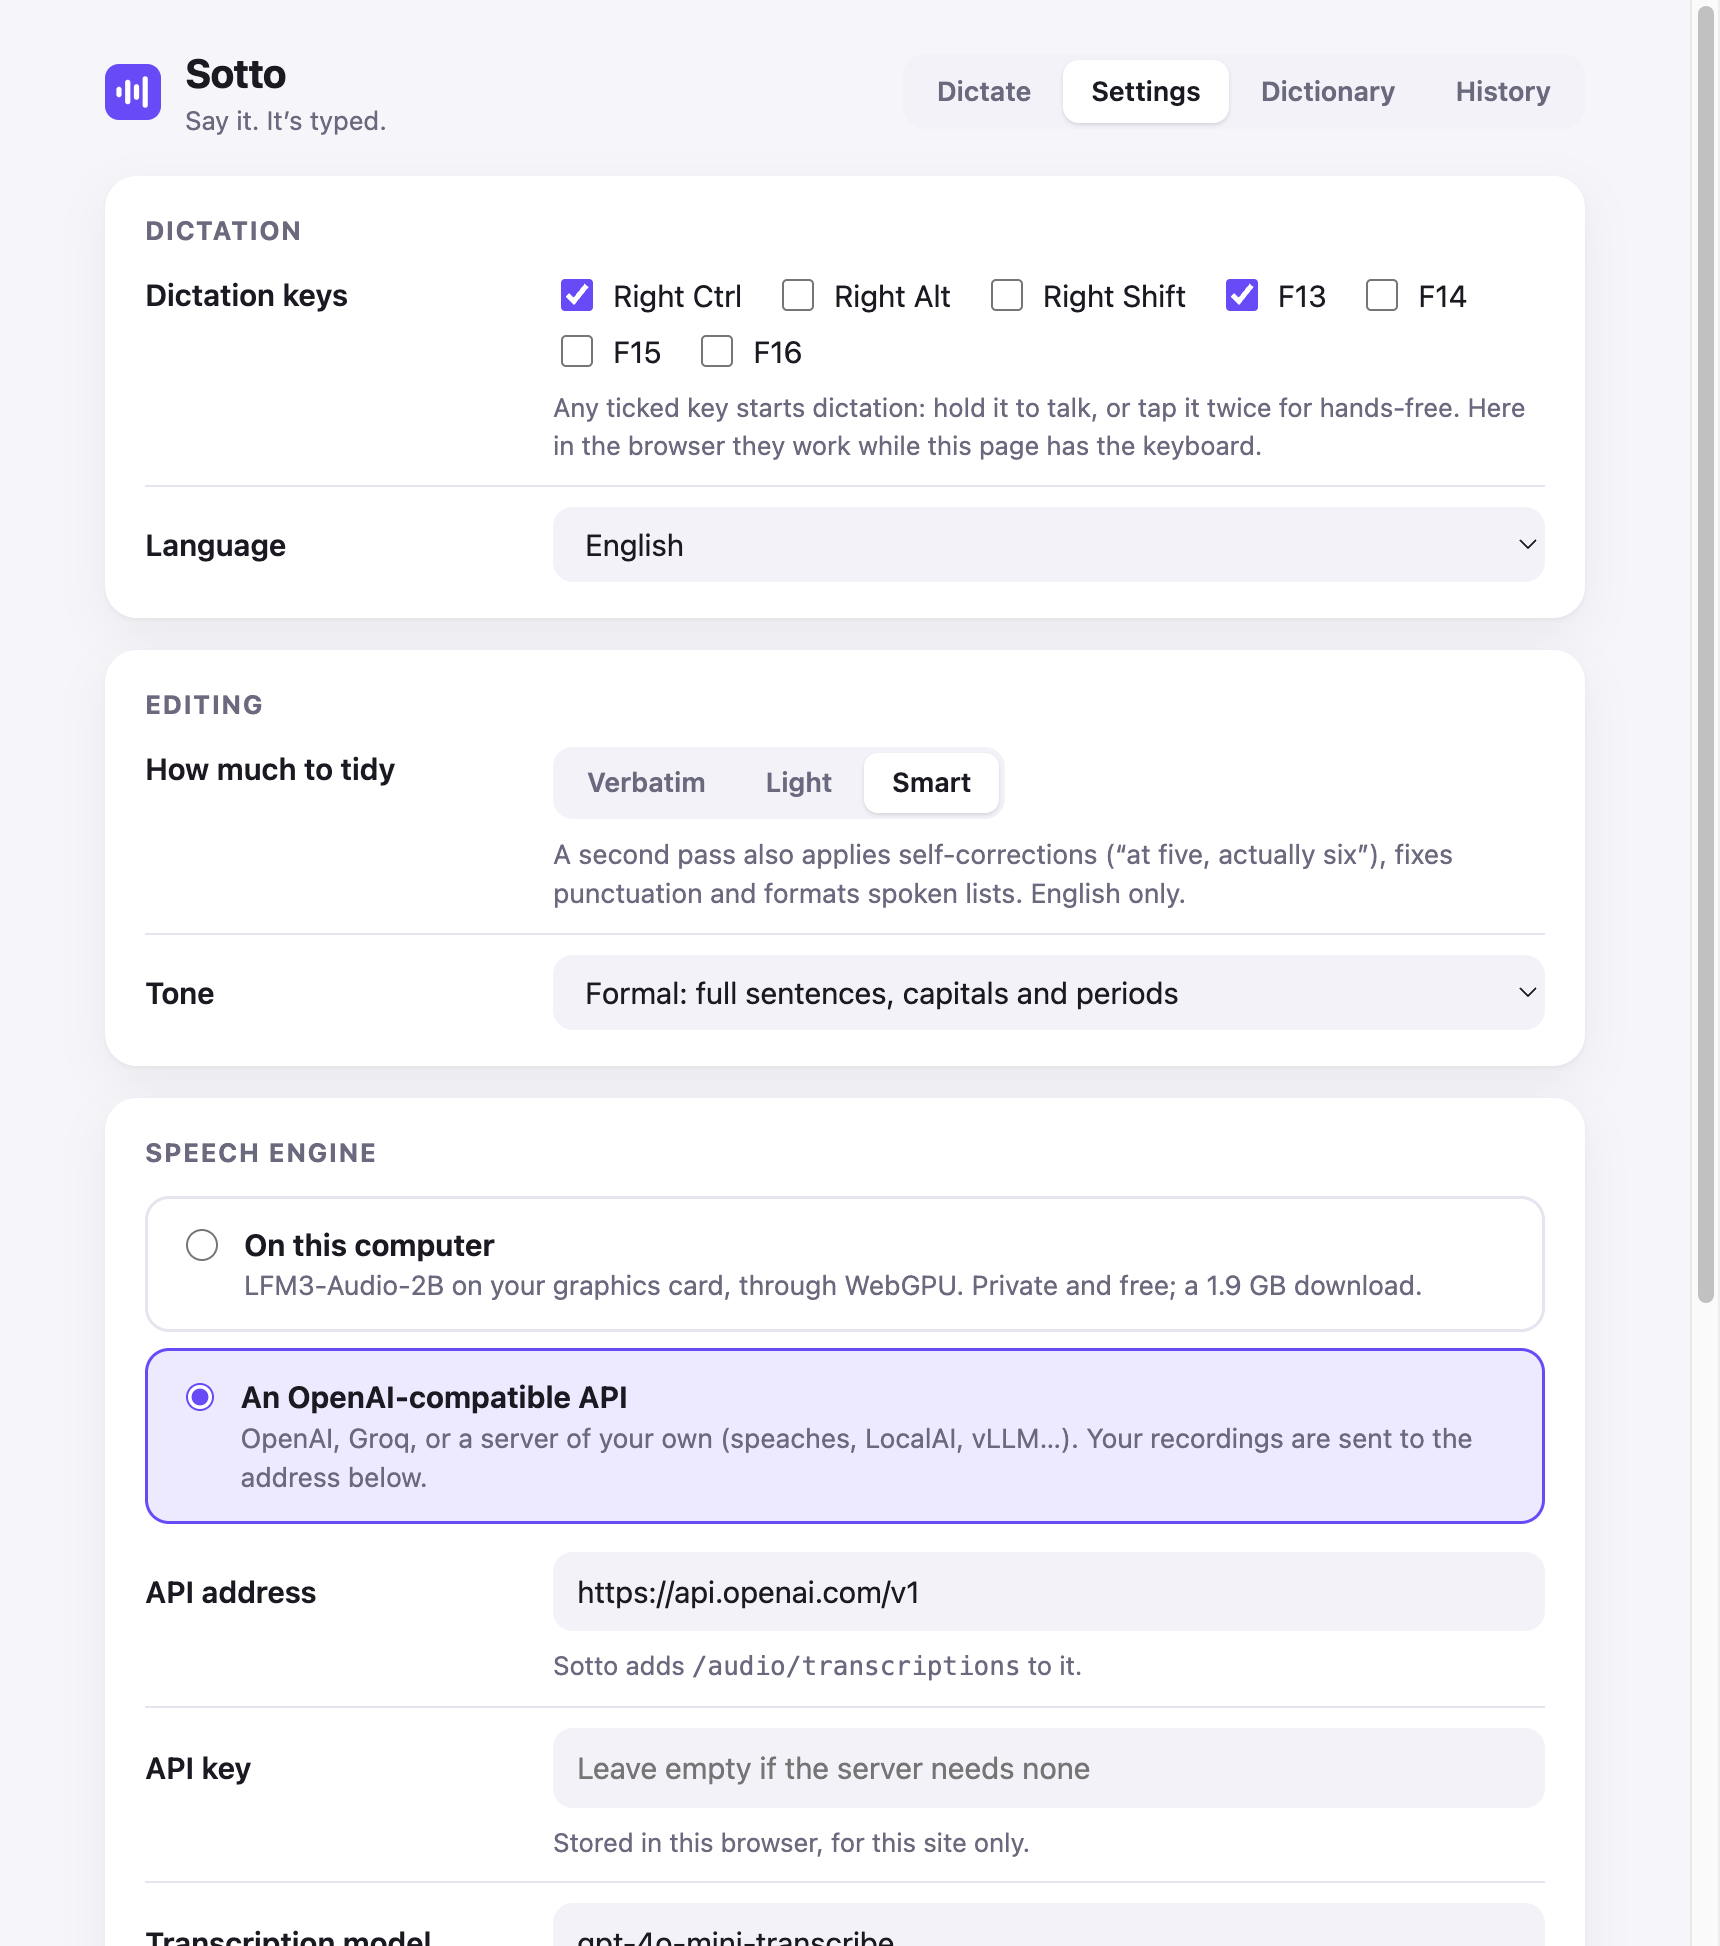 Sotto
Say it. It’s typed.
Dictate Settings Dictionary History
DICTATION
Dictation keys
Right Ctrl Right Alt Right Shift F13 F14
F15 F16
Any ticked key starts dictation: hold it to talk, or tap it twice for hands-free. Here
in the browser they work while this page has the keyboard.
Language
English
EDITING
How much to tidy
Verbatim Light Smart
A second pass also applies self-corrections (“at five, actually six”), fixes
punctuation and formats spoken lists. English only.
Tone
Formal: full sentences, capitals and periods
SPEECH ENGINE
On this computer
LFM3-Audio-2B on your graphics card, through WebGPU. Private and free; a 1.9 GB download.
An OpenAI-compatible API
OpenAI, Groq, or a server of your own (speaches, LocalAI, vLLM…). Your recordings are sent to the
address below.
API address
https://api.openai.com/v1
Sotto adds /audio/transcriptions to it.
API key
Leave empty if the server needs none
Stored in this browser, for this site only.
Transcription model
gpt-4o-mini-transcribe